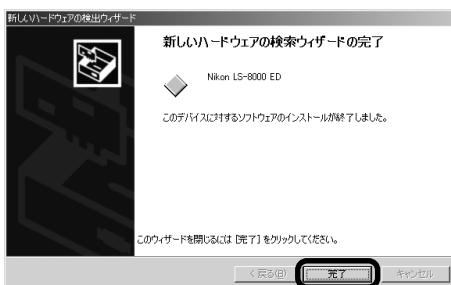 新しいハードウェアの検出ウィザード
新しいハードウェアの検索ウィザードの完了
Nikon LS-8000 ED
このデバイスに対するソフトウェアのインストールが終了しました。
このウィザードを閉じるには [完了] をクリックしてください。
< 戻る(B) 完了 キャンセル